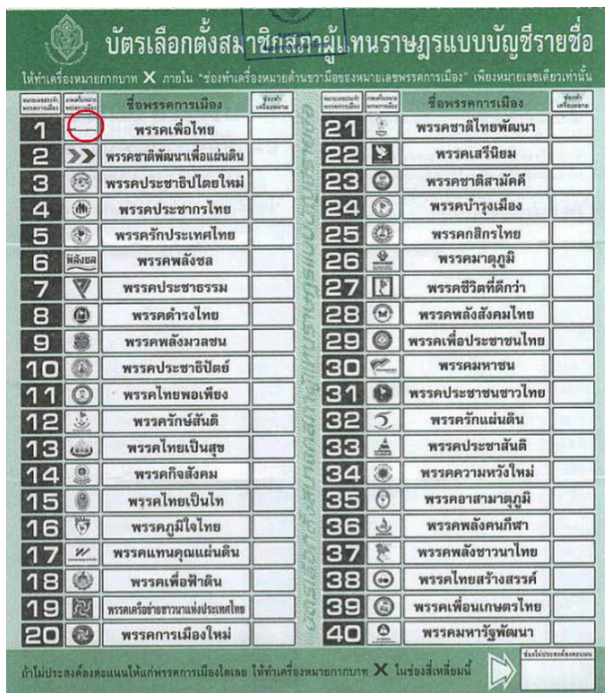 บัตรเลือกตั้งสมาชิกสภาผู้แทนราษฎรแบบบัญชีรายชื่อ
ให้ทำเครื่องหมายกากบาท X ภายใน "ช่องทำเครื่องหมายด้านขวามือของหมายเลขพรรคการเมือง" เพียงหมายเลขเดียวเท่านั้น
ชื่อพรรคการเมือง
1 พรรคเพื่อไทย
2 พรรคชาติพัฒนาเพื่อแผ่นดิน
3 พรรคประชาธิปไตยใหม่
4 พรรคประชากรไทย
5 พรรครักประเทศไทย
6 พลังชล พรรคพลังชล
7 พรรคประชาธรรม
8 พรรคดำรงไทย
9 พรรคพลังมวลชน
10 พรรคประชาธิปัตย์
11 พรรคไทยพอเพียง
12 พรรครักษ์สันติ
13 พรรคไทยเป็นสุข
14 พรรคกิจสังคม
15 พรรคไทยเป็นไท
16 พรรคภูมิใจไทย
17 พรรคแทนคุณแผ่นดิน
18 พรรคเพื่อฟ้าดิน
19 พรรคเครือข่ายชาวนาแห่งประเทศไทย
20 พรรคการเมืองใหม่
ชื่อพรรคการเมือง
21 พรรคชาติไทยพัฒนา
22 พรรคเสรีนิยม
23 พรรคชาติสามัคคี
24 พรรคบำรุงเมือง
25 พรรคกสิกรไทย
26 พรรคมาตุภูมิ
27 พรรคชีวิตที่ดีกว่า
28 พรรคพลังสังคมไทย
29 พรรคเพื่อประชาชนไทย
30 พรรคมหาชน
31 พรรคประชาชนชาวไทย
32 พรรครักแผ่นดิน
33 พรรคประชาสันติ
34 พรรคความหวังใหม่
35 พรรคอาสามาตุภูมิ
36 พรรคพลังคนกีฬา
37 พรรคพลังชาวนาไทย
38 พรรคไทยสร้างสรรค์
39 พรรคเพื่อนเกษตรไทย
40 พรรคมหารัฐพัฒนา
ถ้าไม่ประสงค์ลงคะแนนให้แก่พรรคการเมืองใดเลย ให้ทำเครื่องหมายกากบาท X ในช่องสี่เหลี่ยมนี้
ช่องไม่ประสงค์ลงคะแนน